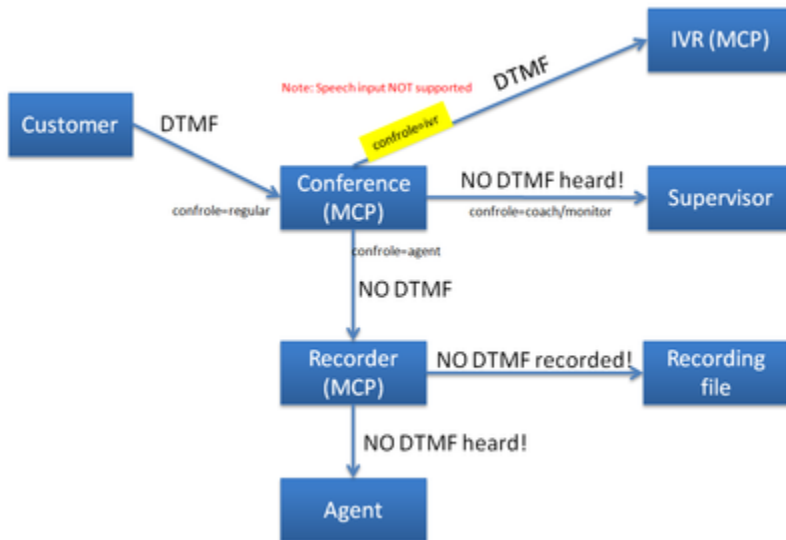 IVR (MCP)
DTMF
Note: Speech input NOT supported
Customer
DTMF
confrole=ivr
Conference
(MCP)
NO DTMF heard!
Supervisor
confrole=regular
confrole=coach/monitor
confrole=agent
NO DTMF
Recorder
(MCP)
NO DTMF recorded!
Recording
file
NO DTMF heard!
Agent